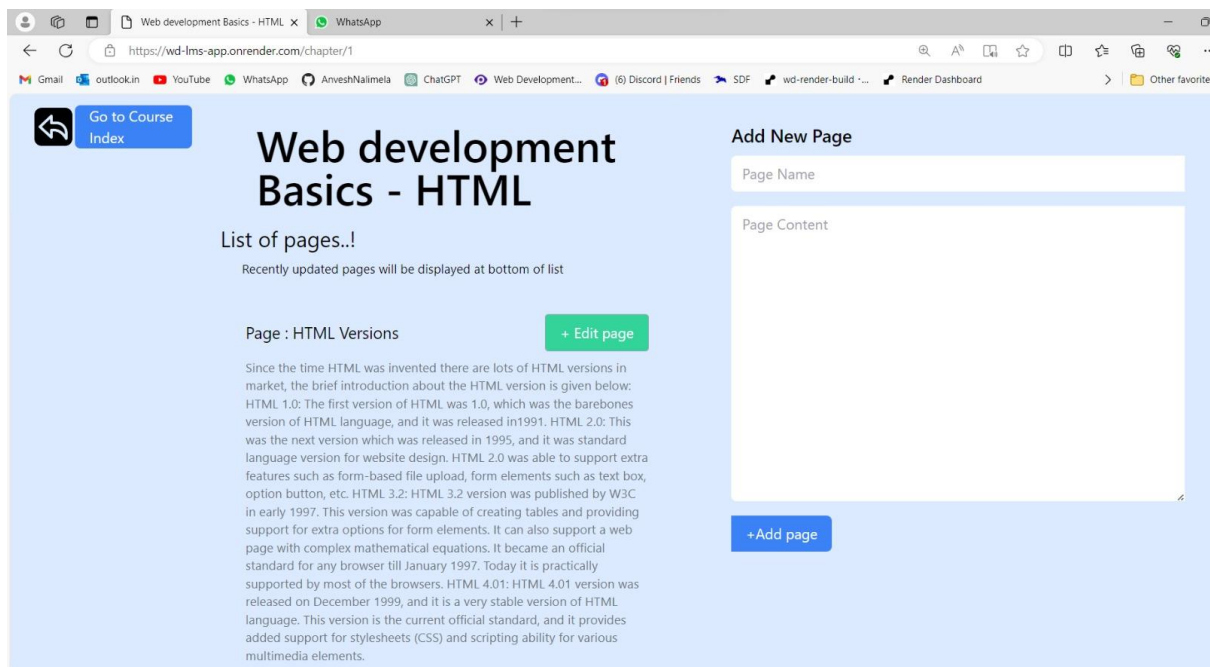 Web development Basics - HTML
WhatsApp
https://wd-lms-app.onrender.com/chapter/1
Gmail
outlook.in
YouTube
WhatsApp
AnveshNalimela
ChatGPT
Web Development...
(6) Discord | Friends
SDF
wd-render-build -...
Render Dashboard
Other favorite
Go to Course
Index
Web development
Basics - HTML
List of pages..!
Recently updated pages will be displayed at bottom of list
Page : HTML Versions
+ Edit page
Since the time HTML was invented there are lots of HTML versions in
market, the brief introduction about the HTML version is given below:
HTML 1.0: The first version of HTML was 1.0, which was the barebones
version of HTML language, and it was released in1991. HTML 2.0: This
was the next version which was released in 1995, and it was standard
language version for website design. HTML 2.0 was able to support extra
features such as form-based file upload, form elements such as text box,
option button, etc. HTML 3.2: HTML 3.2 version was published by W3C
in early 1997. This version was capable of creating tables and providing
support for extra options for form elements. It can also support a web
page with complex mathematical equations. It became an official
standard for any browser till January 1997. Today it is practically
supported by most of the browsers. HTML 4.01: HTML 4.01 version was
released on December 1999, and it is a very stable version of HTML
language. This version is the current official standard, and it provides
added support for stylesheets (CSS) and scripting ability for various
multimedia elements.
Add New Page
Page Name
Page Content
+Add page